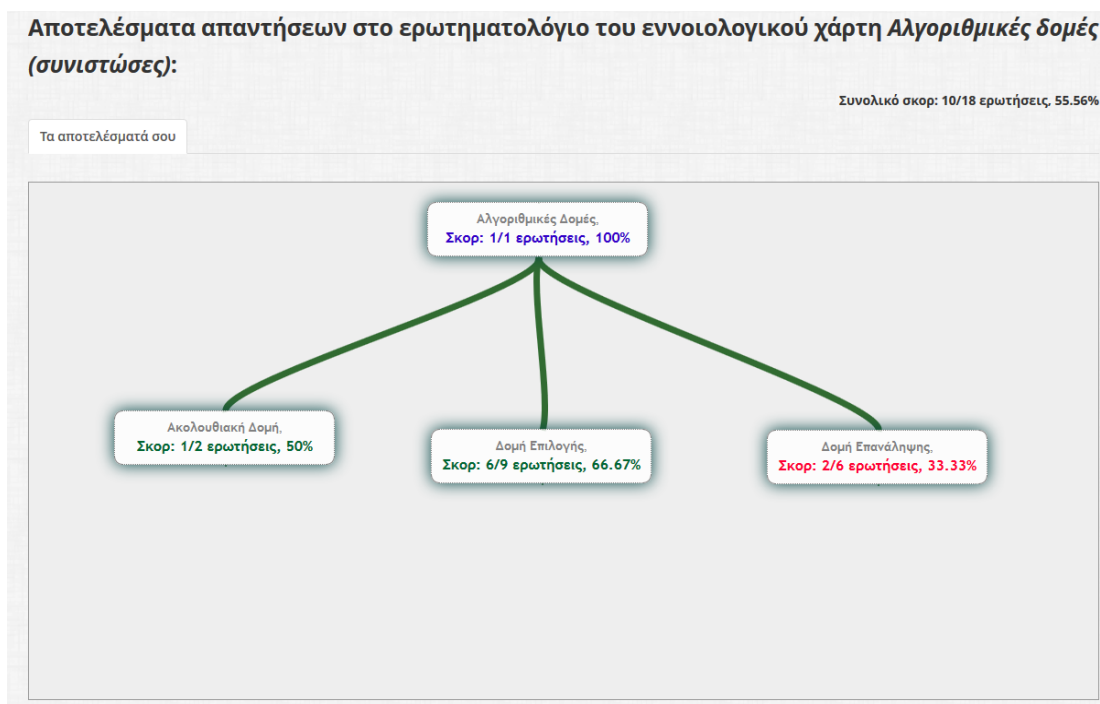 Αποτελέσματα απαντήσεων στο ερωτηματολόγιο του εννοιολογικού χάρτη Αλγοριθμικές δομές
(συνιστώσες):
Συνολικό σκορ: 10/18 ερωτήσεις, 55.56%
Τα αποτελέσματά σου
Αλγοριθμικές Δομές,
Σκορ: 1/1 ερωτήσεις, 100%
Ακολουθιακή Δομή,
Σκορ: 1/2 ερωτήσεις, 50%
Δομή Επιλογής,
Σκορ: 6/9 ερωτήσεις, 66.67%
Δομή Επανάληψης,
Σκορ: 2/6 ερωτήσεις, 33.33%